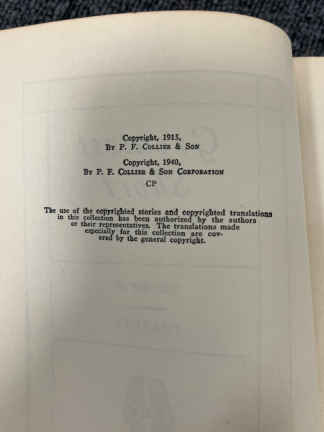 Copyright, 1915,
By P. F. Collier & Son
Copyright, 1940,
By P. F. Collier & Son Corporation
CP
The use of the copyrighted stories and copyrighted translations
in this collection has been authorized by the authors
or their representatives. The translations made
especially for this collection are cov-
ered by the general copyright.